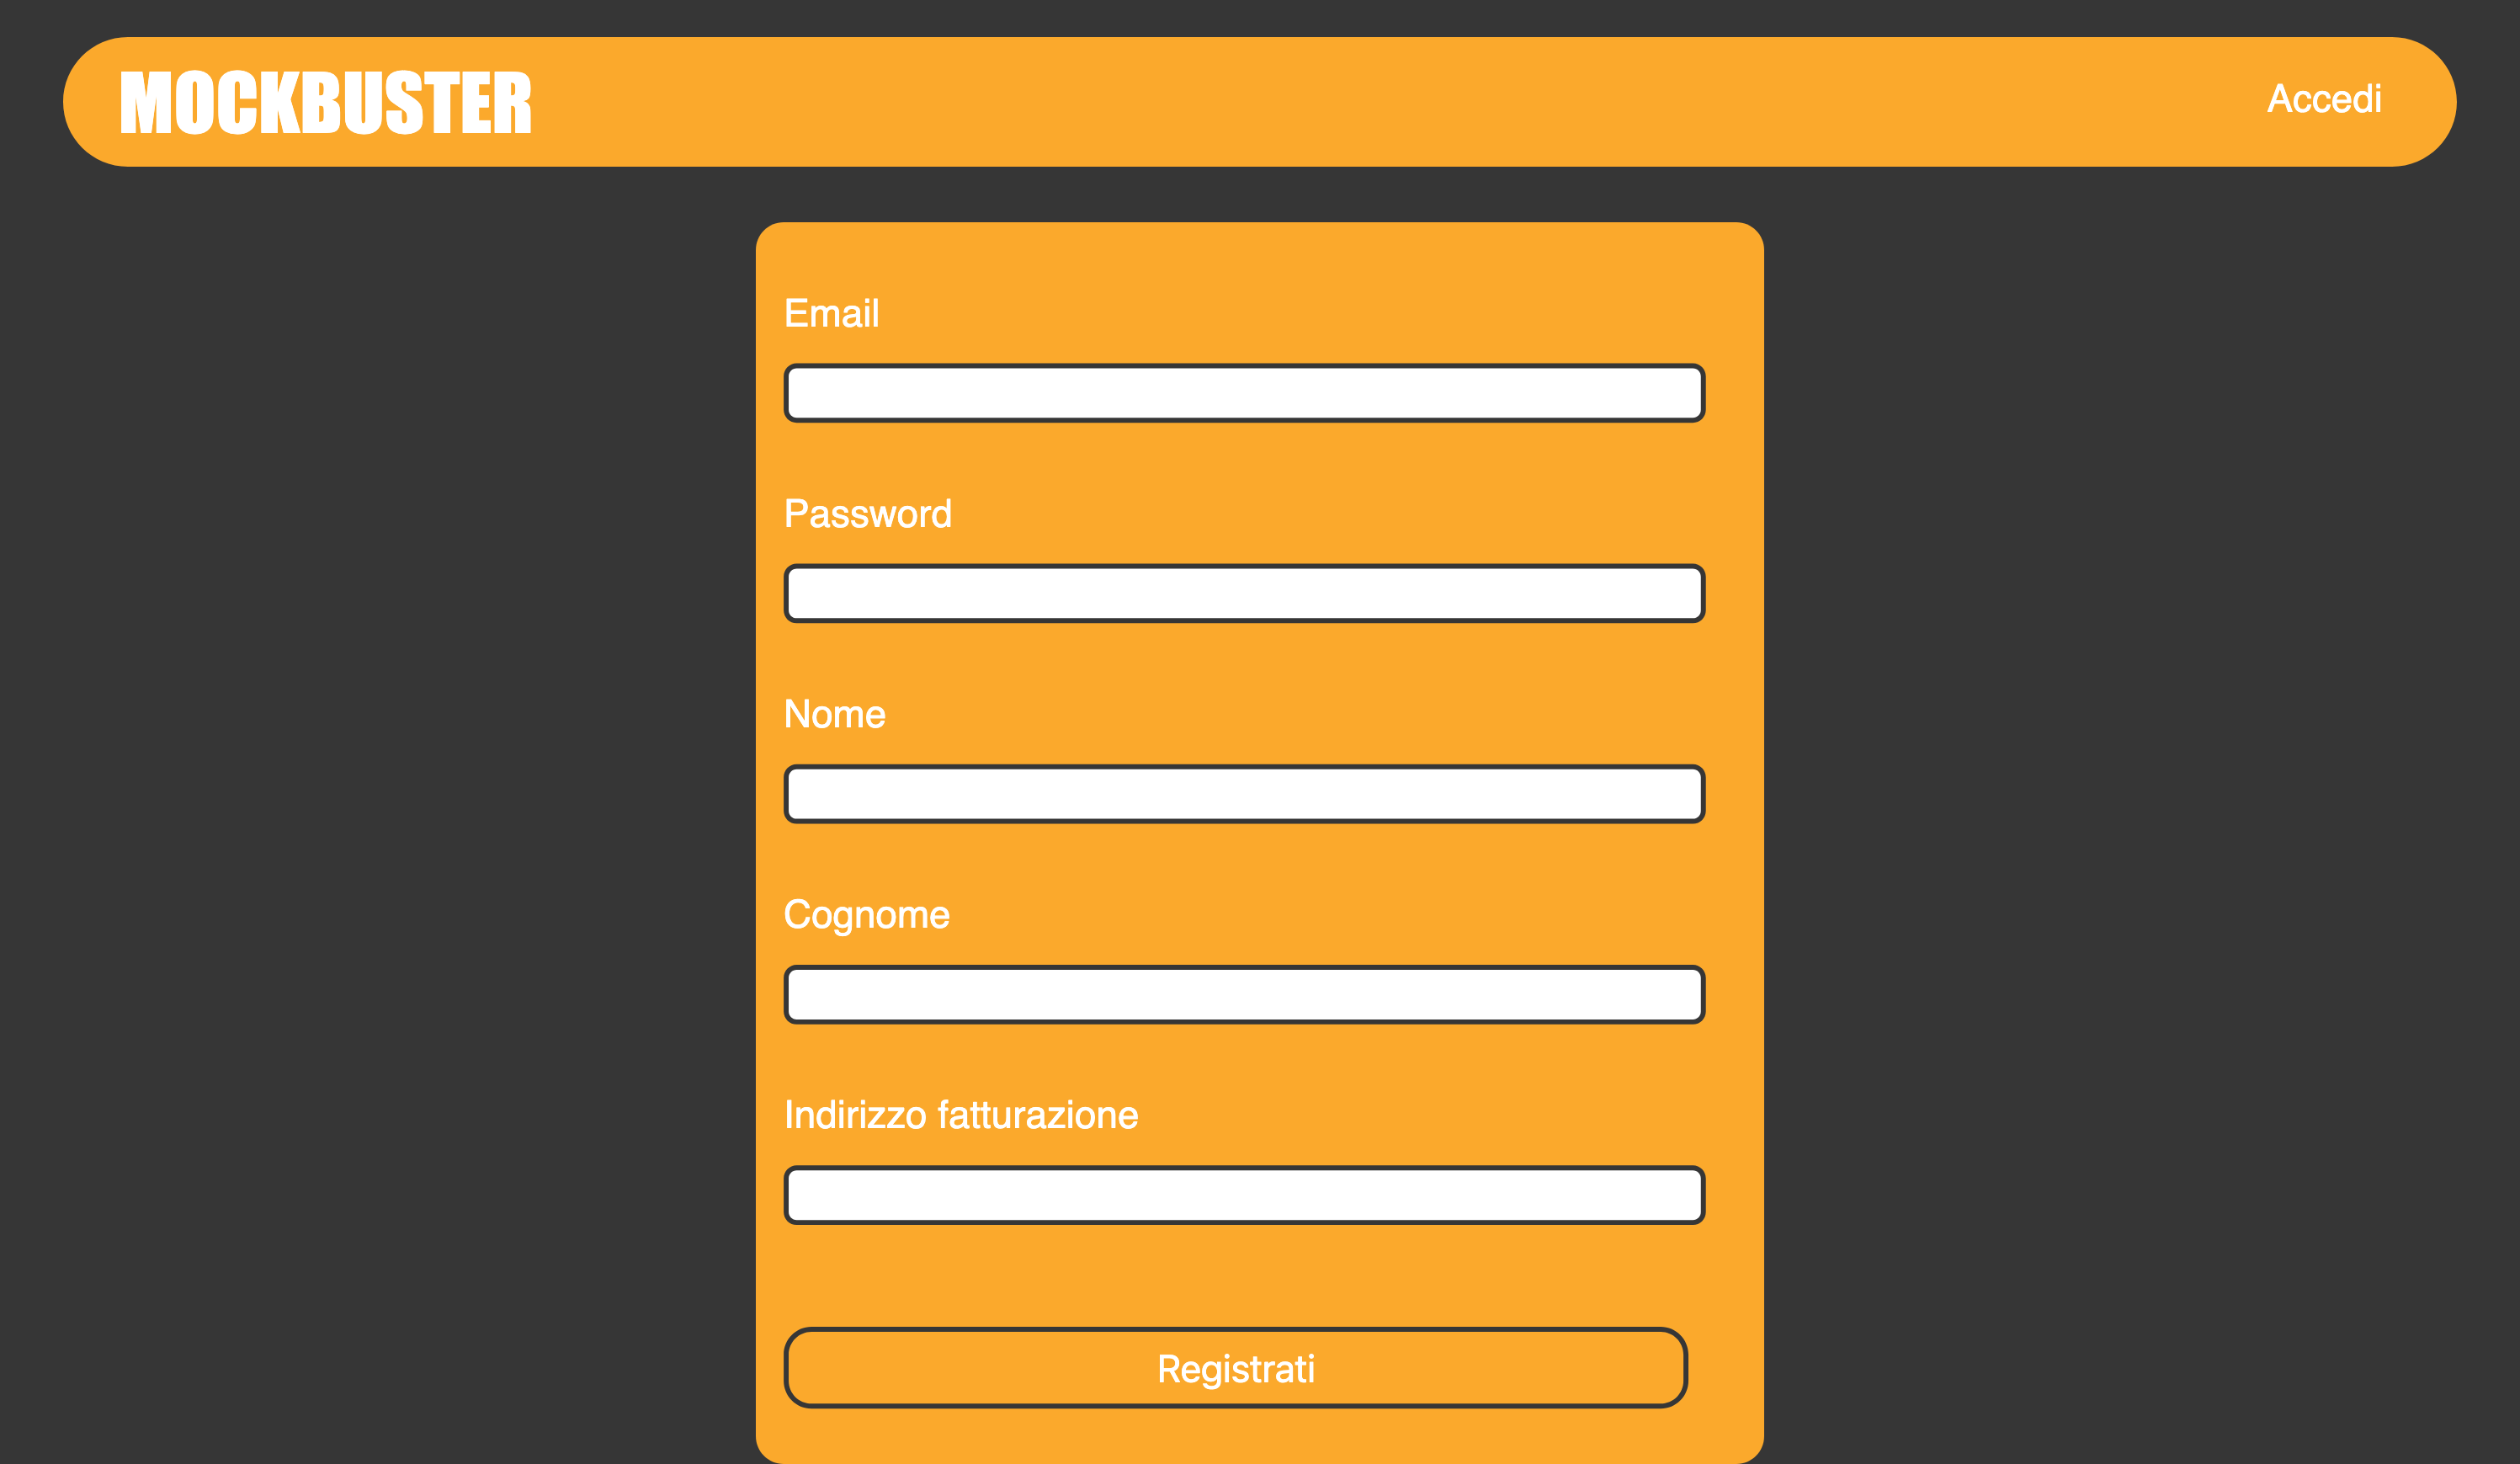 MOCKBUSTER
Accedi
Email
Password
Nome
Cognome
Indirizzo fatturazione
Registrati